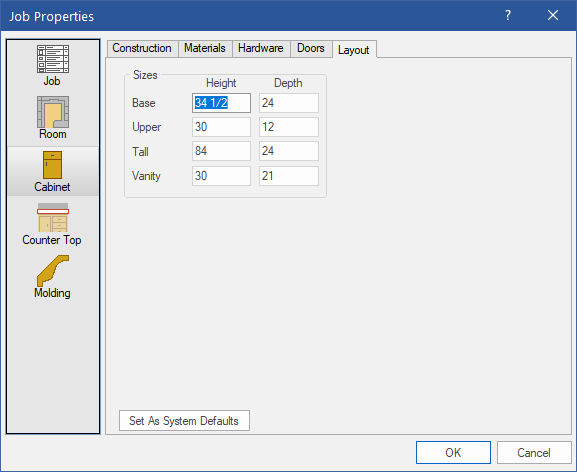 Job Properties ? ×
Job
Room
Cabinet
Counter Top
Molding
Construction Materials Hardware Doors Layout
Sizes
Height Depth
Base 34 1/2 24
Upper 30 12
Tall 84 24
Vanity 30 21
Set As System Defaults
OK Cancel